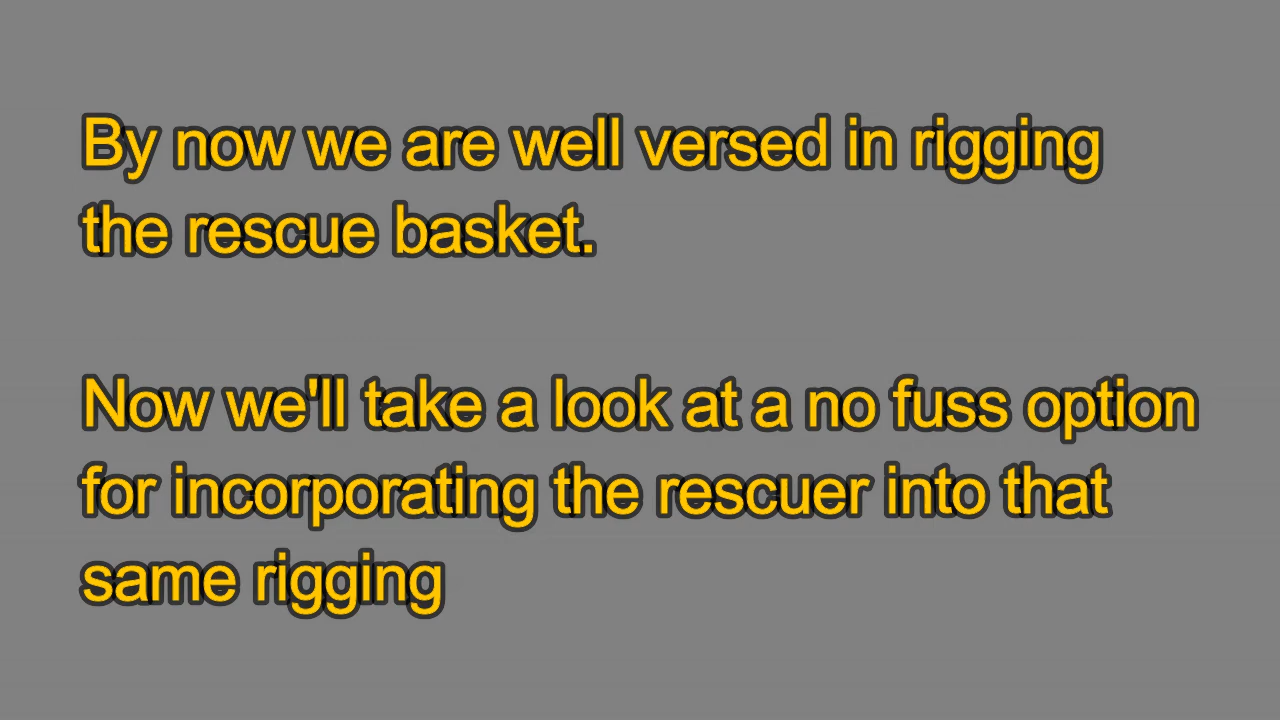 By now we are well versed in rigging
the rescue basket.
Now we'll take a look at a no fuss option
for incorporating the rescuer into that
same rigging